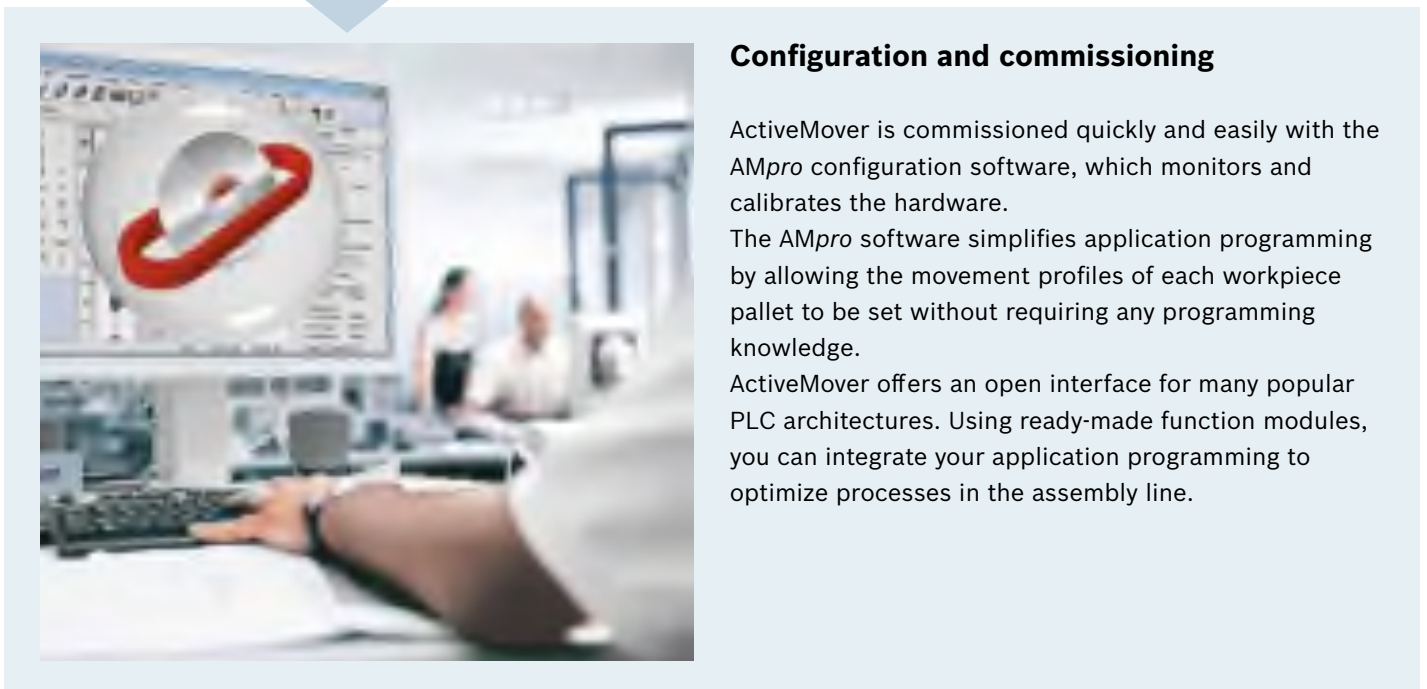 Configuration and commissioning
ActiveMover is commissioned quickly and easily with the
AMpro configuration software, which monitors and
calibrates the hardware.
The AMpro software simplifies application programming
by allowing the movement profiles of each workpiece
pallet to be set without requiring any programming
knowledge.
ActiveMover offers an open interface for many popular
PLC architectures. Using ready-made function modules,
you can integrate your application programming to
optimize processes in the assembly line.